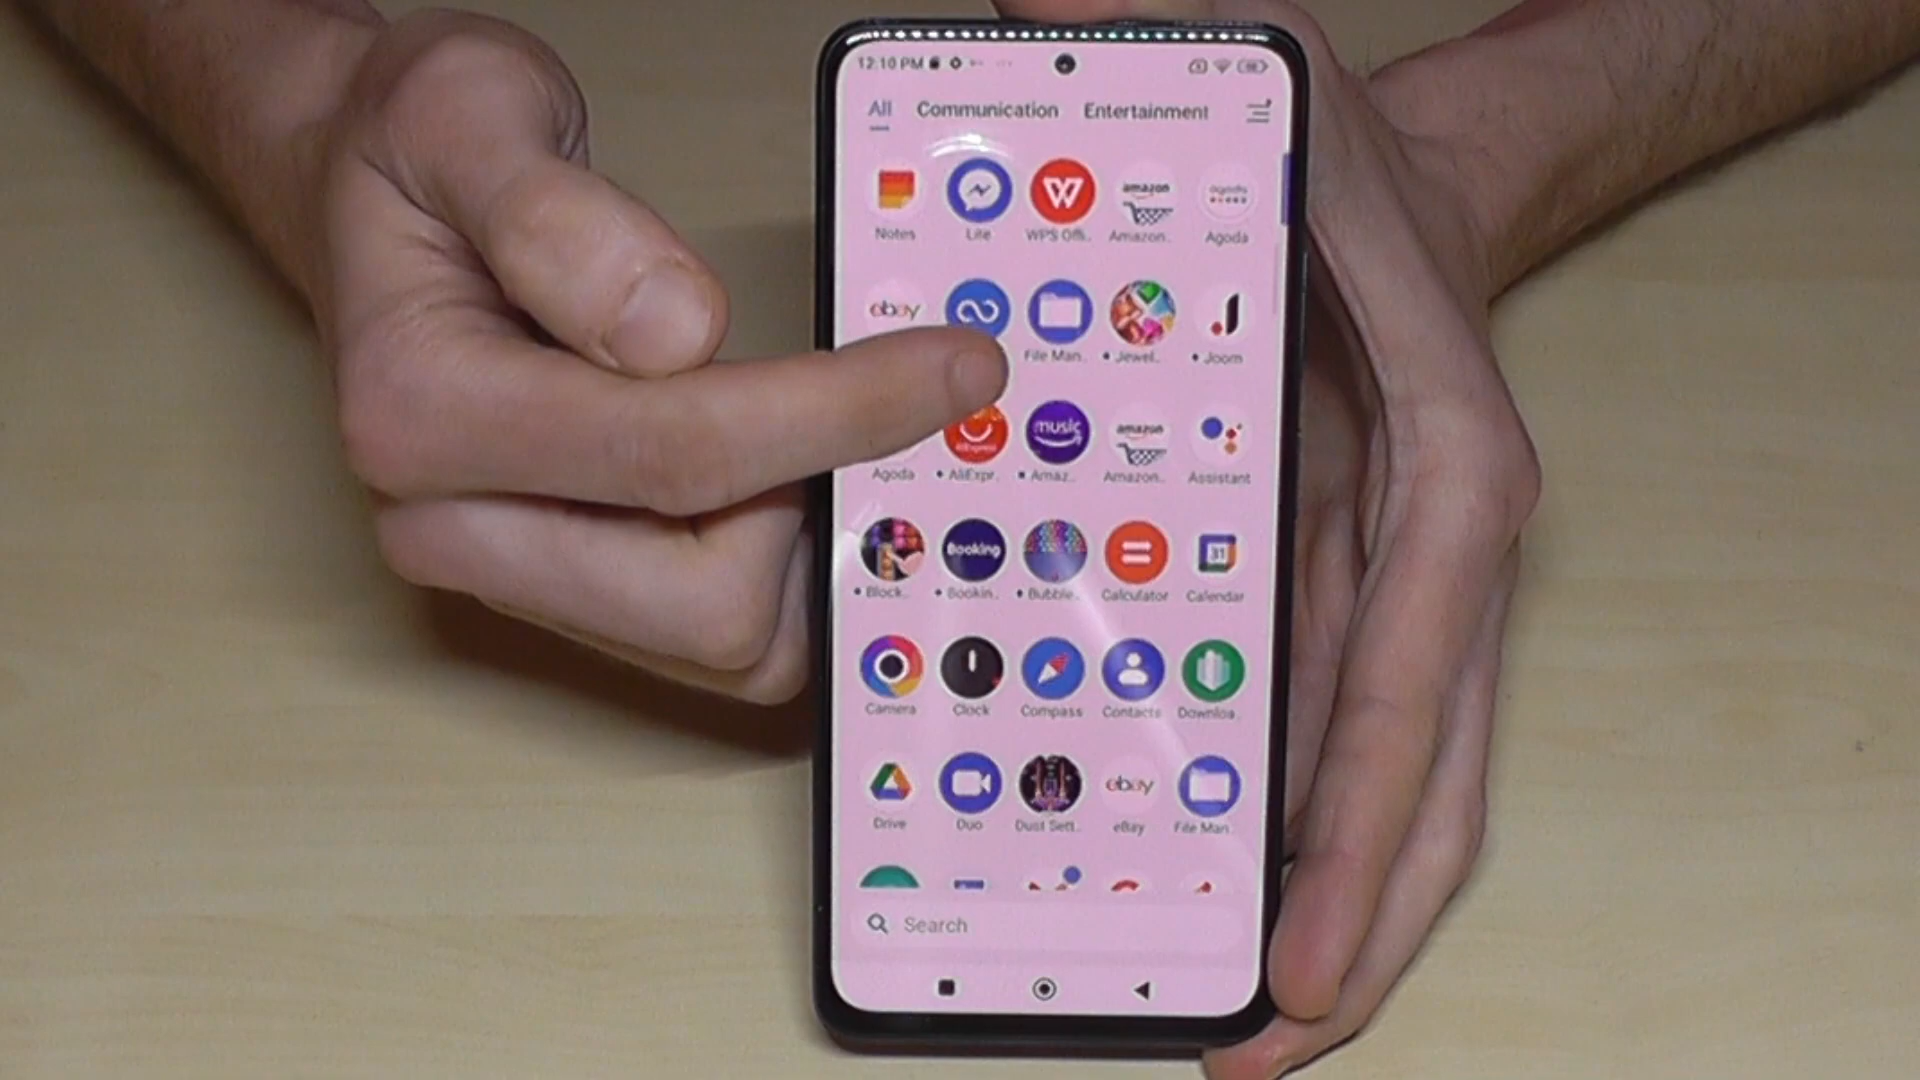 12:10 PM
All Communication Entertainment
amazon agoda
Notes Lite WPS Offi.. Amazon.. Agoda
ebay
File Man.. Jewel.. Joom
music amazon
AliExpress
Agoda AliExpr.. Amaz.. Amazon.. Assistant
Booking 31
Block.. Bookin.. Bubble.. Calculator Calendar
Camera Clock Compass Contacts Downloa..
ebay
Drive Duo Dust Sett.. eBay File Man..
Search